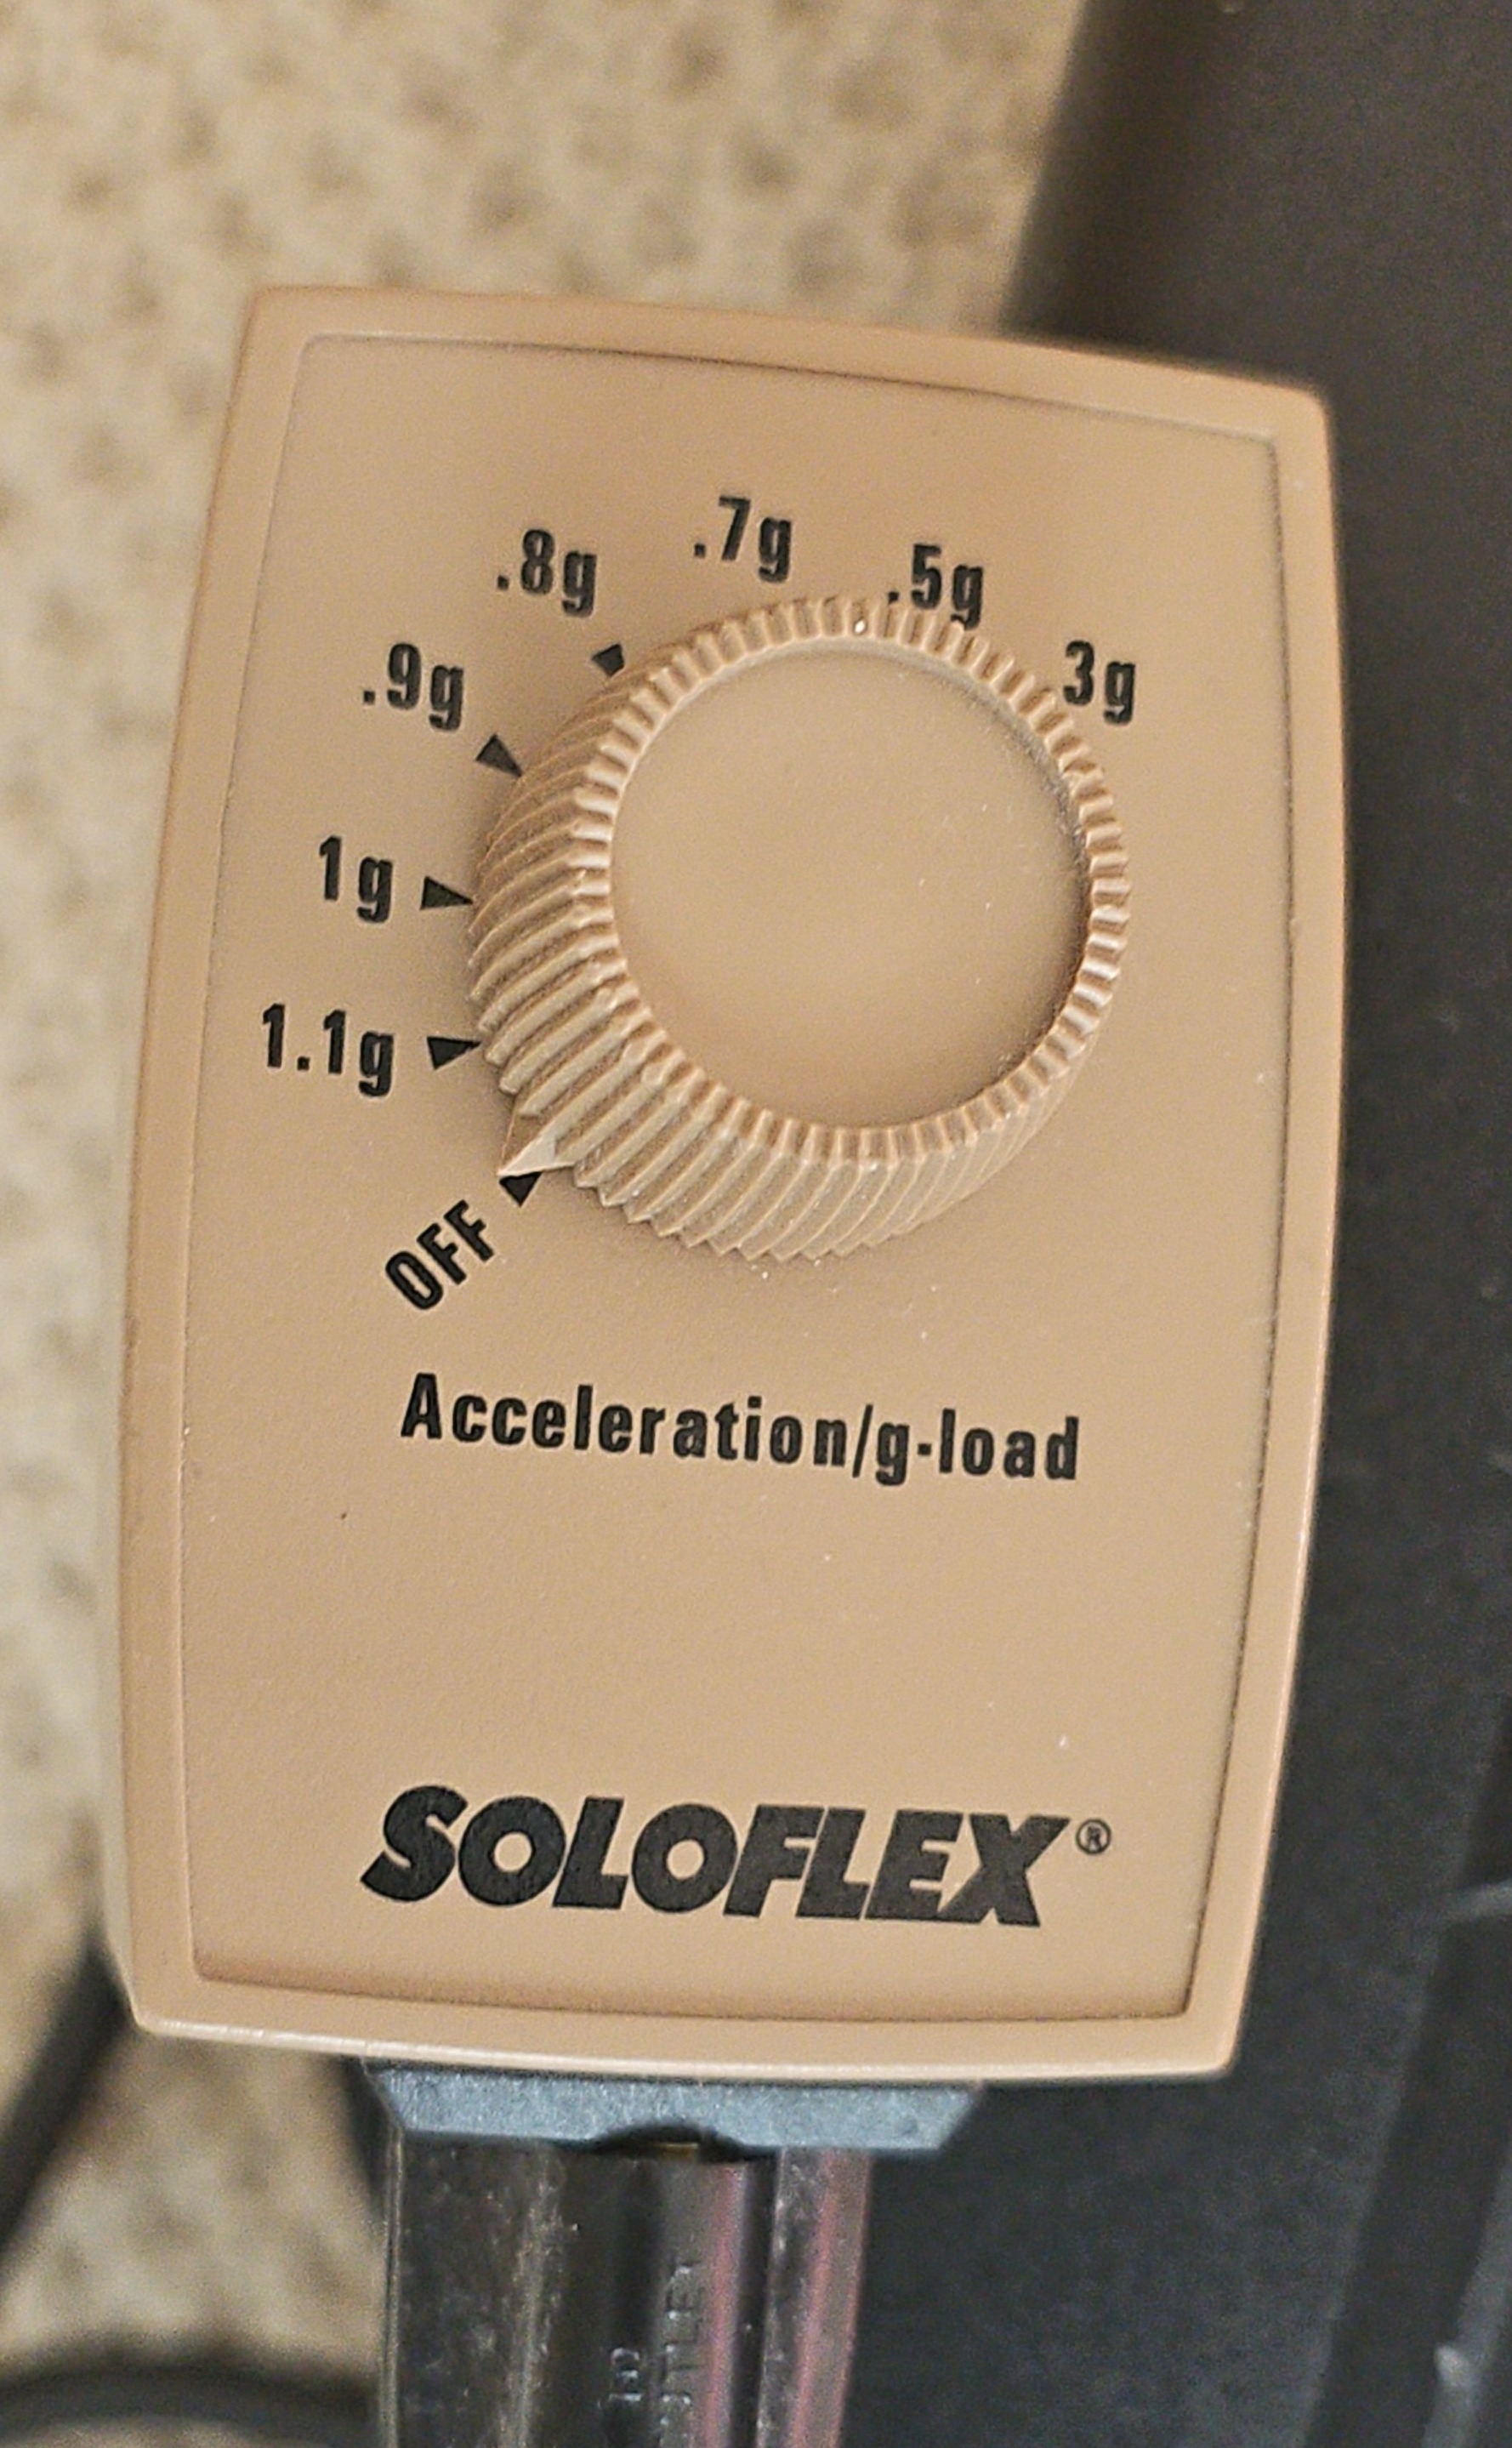 .7g
.8g
.5g
.9g
3g
1g
1.1g
OFF
Acceleration/g-load
SOLOFLEX®